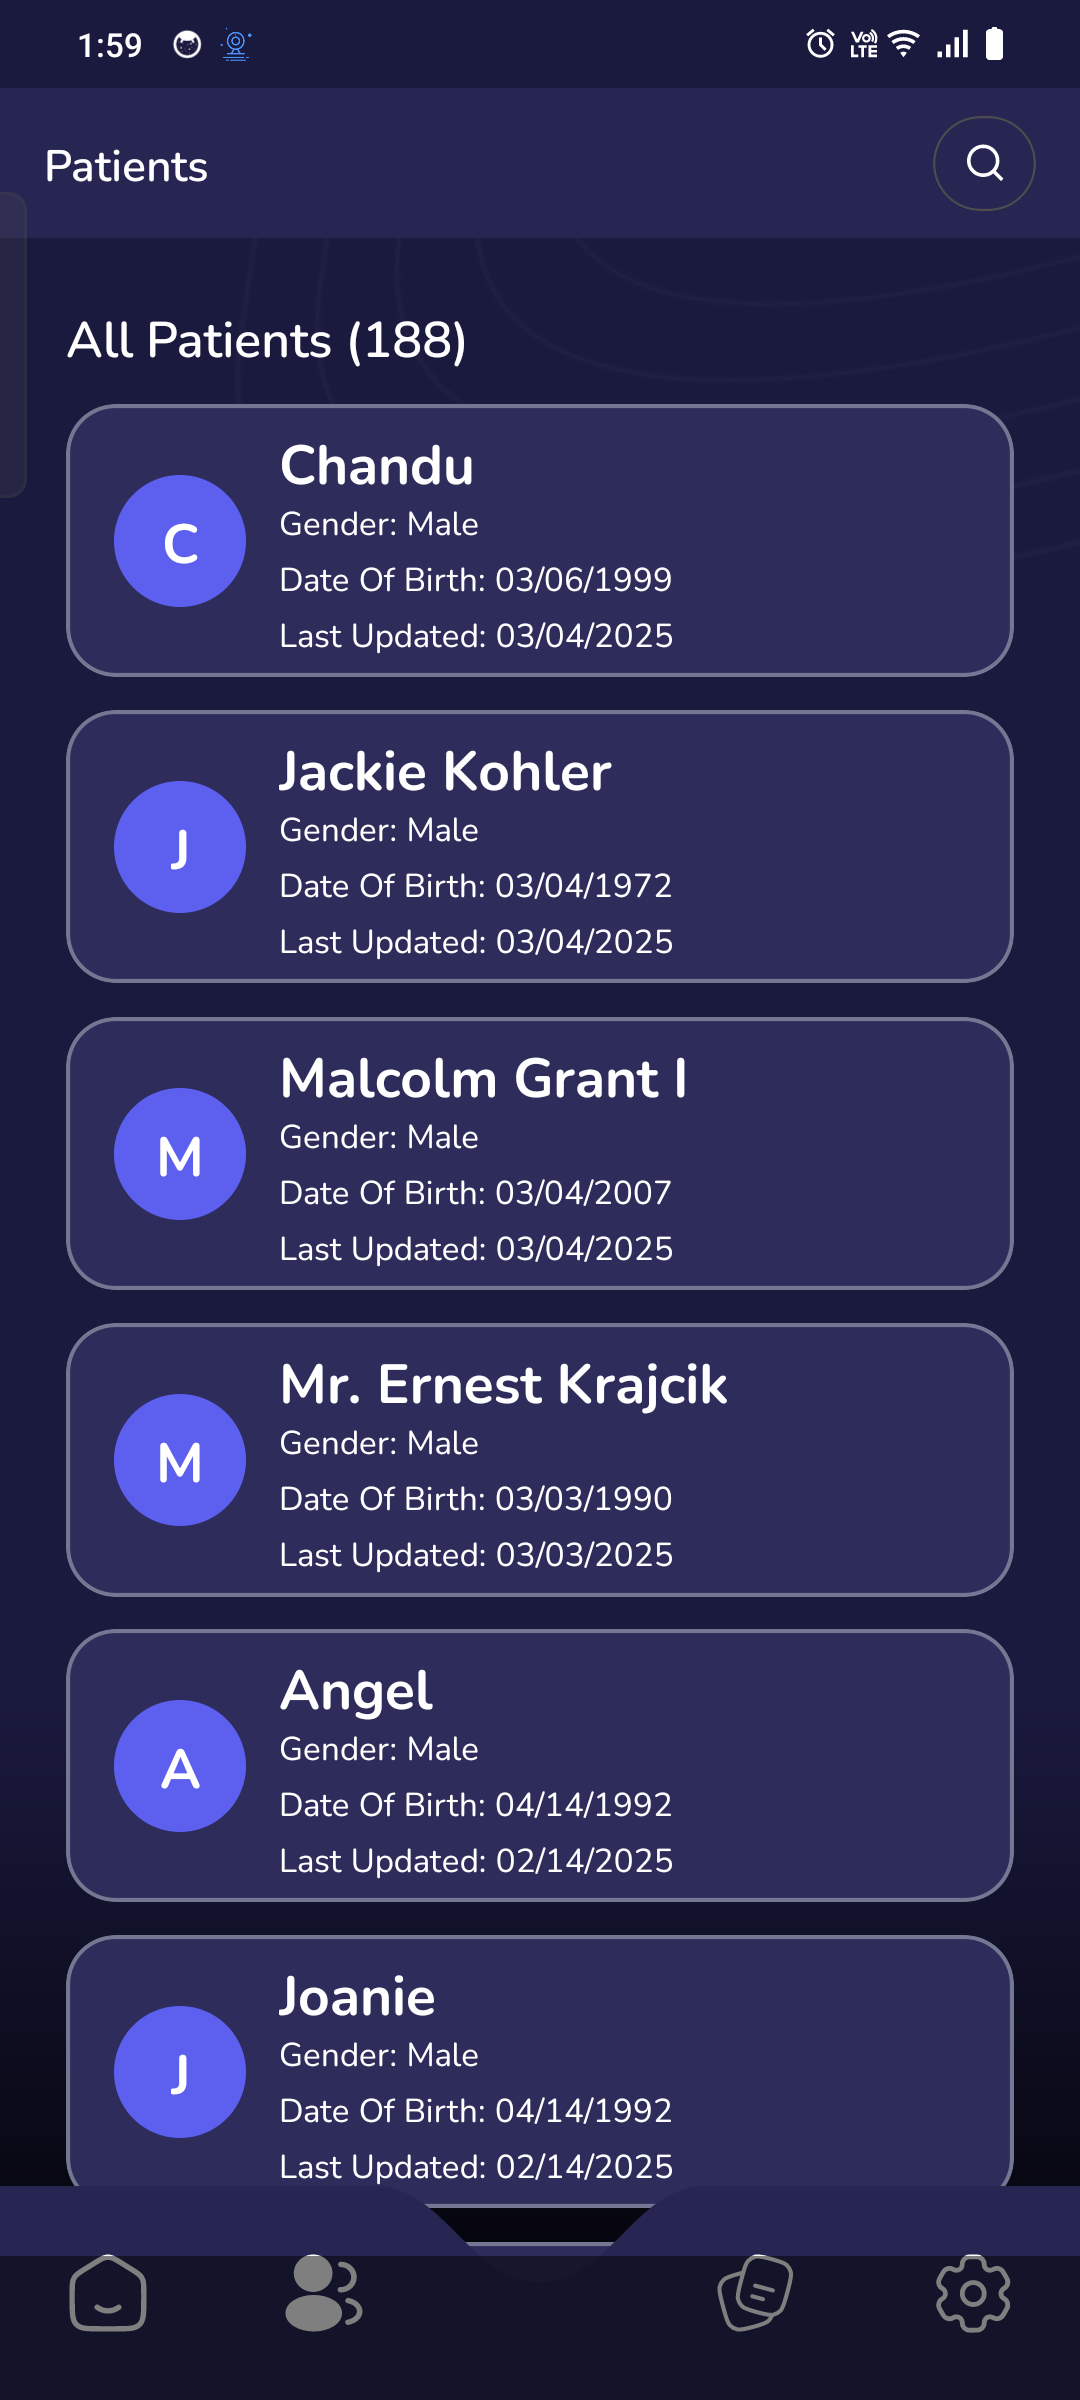 1:59
Vo) LTE
Patients
All Patients (188)
C
Chandu
Gender: Male
Date Of Birth: 03/06/1999
Last Updated: 03/04/2025
J
Jackie Kohler
Gender: Male
Date Of Birth: 03/04/1972
Last Updated: 03/04/2025
M
Malcolm Grant I
Gender: Male
Date Of Birth: 03/04/2007
Last Updated: 03/04/2025
M
Mr. Ernest Krajcik
Gender: Male
Date Of Birth: 03/03/1990
Last Updated: 03/03/2025
A
Angel
Gender: Male
Date Of Birth: 04/14/1992
Last Updated: 02/14/2025
J
Joanie
Gender: Male
Date Of Birth: 04/14/1992
Last Updated: 02/14/2025